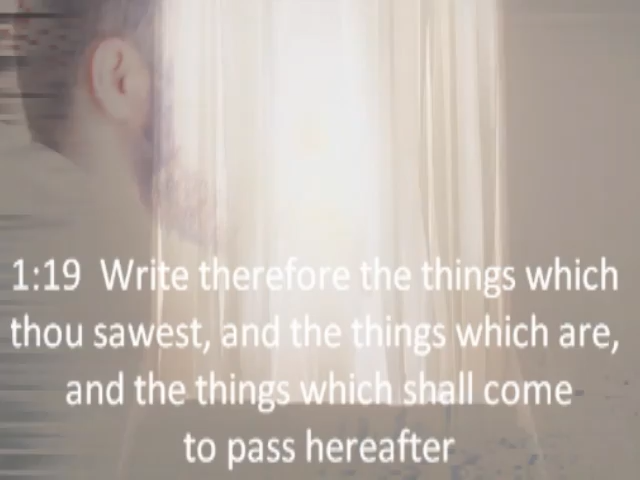 1:19 Write therefore the things which
thou sawest, and the things which are,
and the things which shall come
to pass hereafter